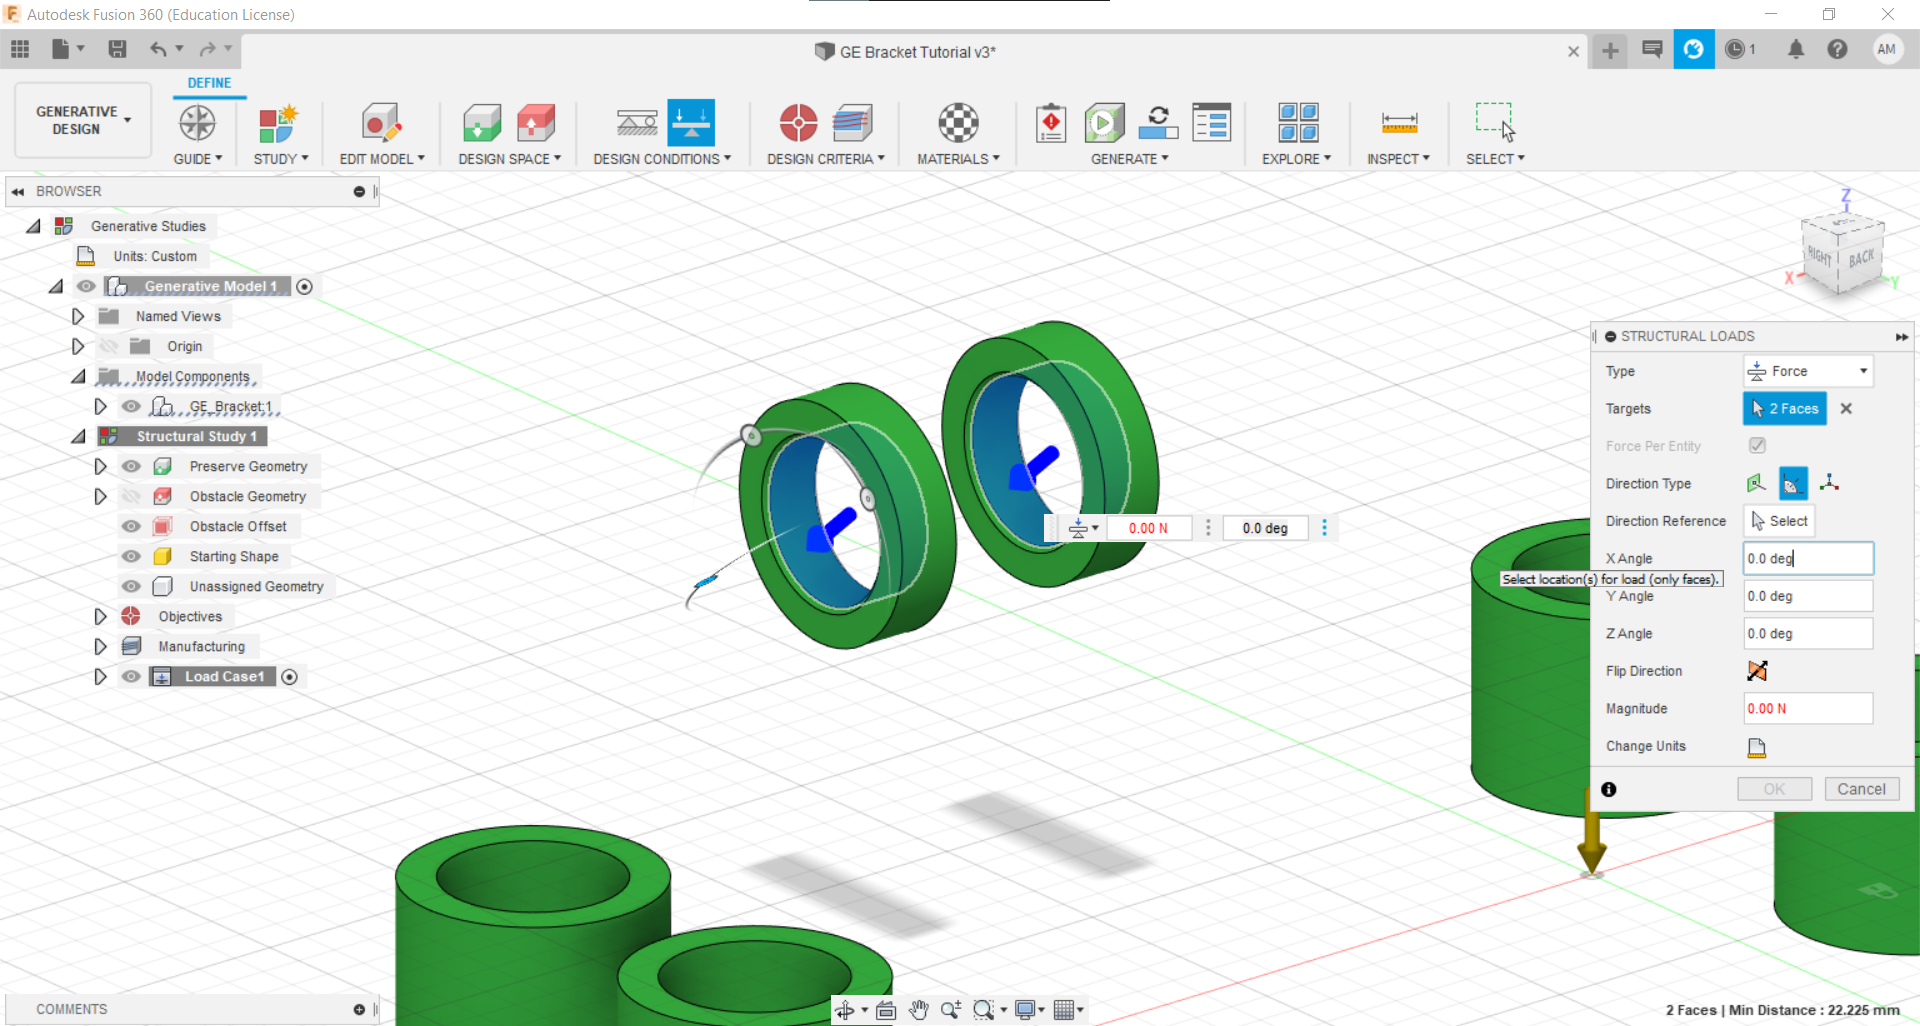 Autodesk Fusion 360 (Education License)
GE Bracket Tutorial v3*
1
AM
GENERATIVE DESIGN
DEFINE
GUIDE
STUDY
EDIT MODEL
DESIGN SPACE
DESIGN CONDITIONS
DESIGN CRITERIA
MATERIALS
GENERATE
EXPLORE
INSPECT
SELECT
BROWSER
Generative Studies
Units: Custom
Generative Model 1
Named Views
Origin
Model Components
GE_Bracket:1
Structural Study 1
Preserve Geometry
Obstacle Geometry
Obstacle Offset
Starting Shape
Unassigned Geometry
Objectives
Manufacturing
Load Case1
Z
RIGHT
BACK
X
Y
0.00 N
0.0 deg
STRUCTURAL LOADS
Type
Force
Targets
2 Faces
Force Per Entity
Direction Type
Direction Reference
Select
X Angle
0.0 deg
Select location(s) for load (only faces).
Y Angle
0.0 deg
Z Angle
0.0 deg
Flip Direction
Magnitude
0.00 N
Change Units
OK
Cancel
COMMENTS
2 Faces | Min Distance : 22.225 mm